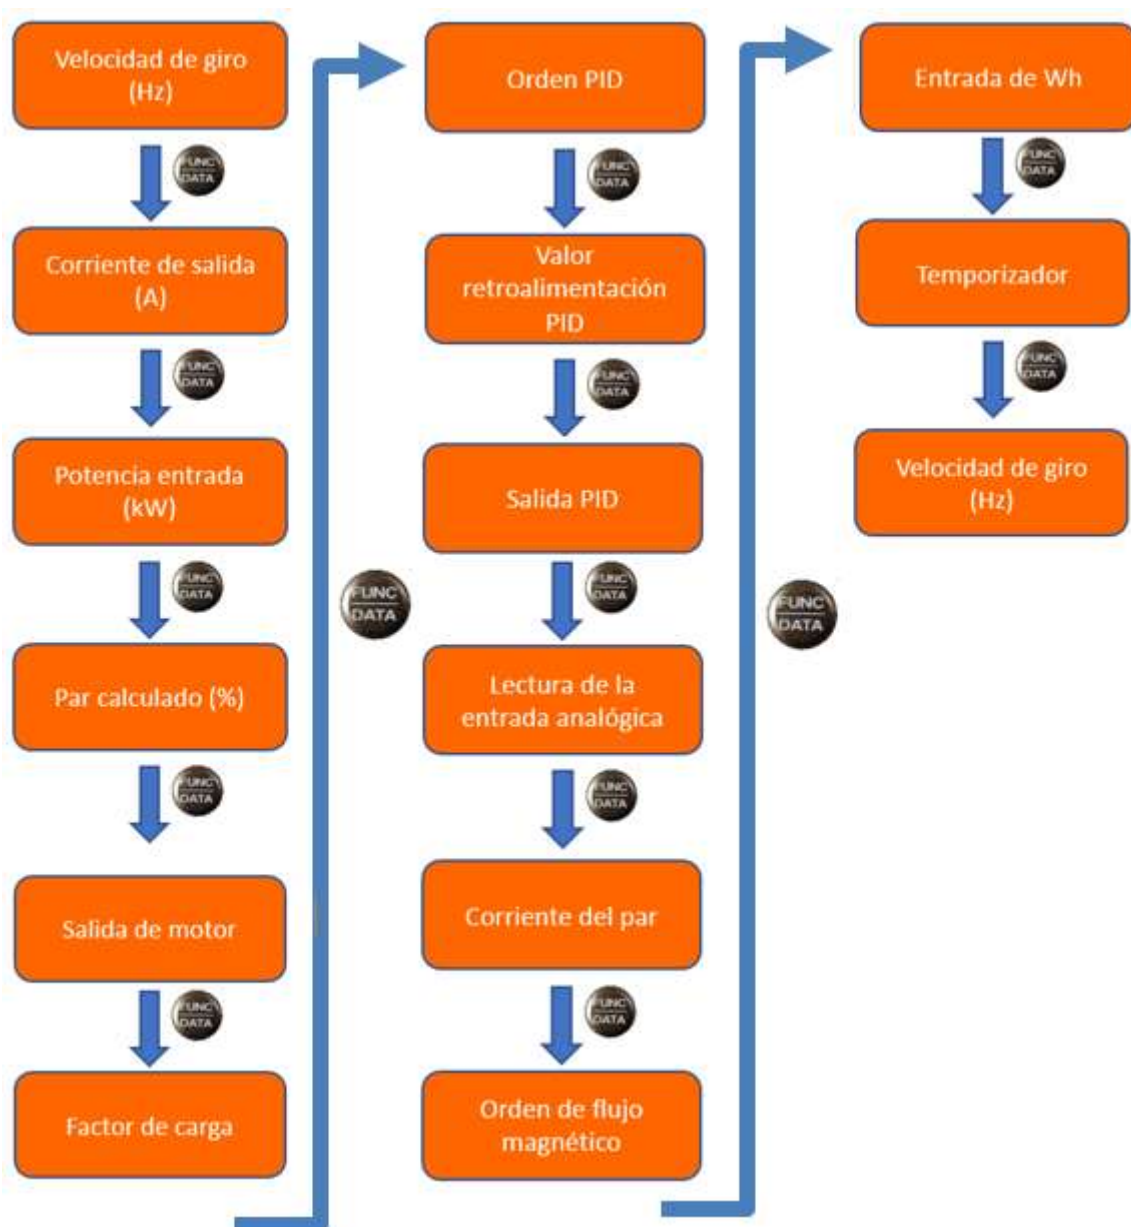 Velocidad de giro
(Hz)
FUNC
DATA
Corriente de salida
(A)
FUNC
DATA
Potencia entrada
(kW)
FUNC
DATA
Par calculado (%)
FUNC
DATA
Salida de motor
FUNC
DATA
Factor de carga
FUNC
DATA
Orden PID
FUNC
DATA
Valor
retroalimentación
PID
FUNC
DATA
Salida PID
FUNC
DATA
Lectura de la
entrada analógica
FUNC
DATA
Corriente del par
FUNC
DATA
Orden de flujo
magnético
FUNC
DATA
Entrada de Wh
FUNC
DATA
Temporizador
FUNC
DATA
Velocidad de giro
(Hz)